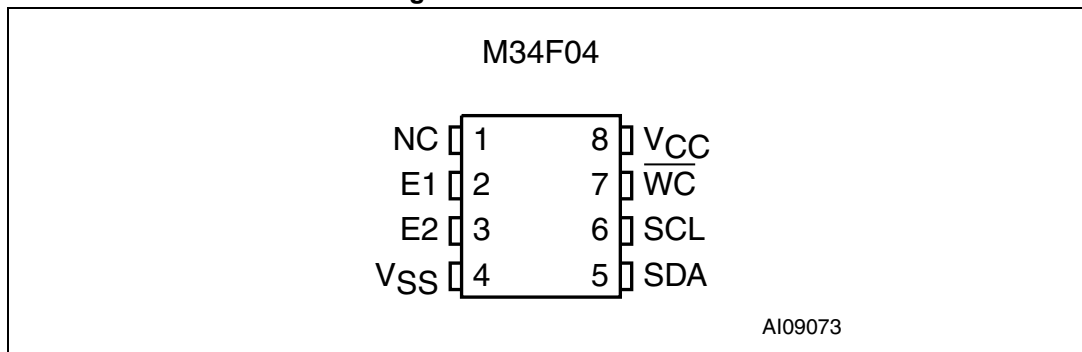 M34F04
NC 1 8 VCC
E1 2 7 WC
E2 3 6 SCL
VSS 4 5 SDA
AI09073